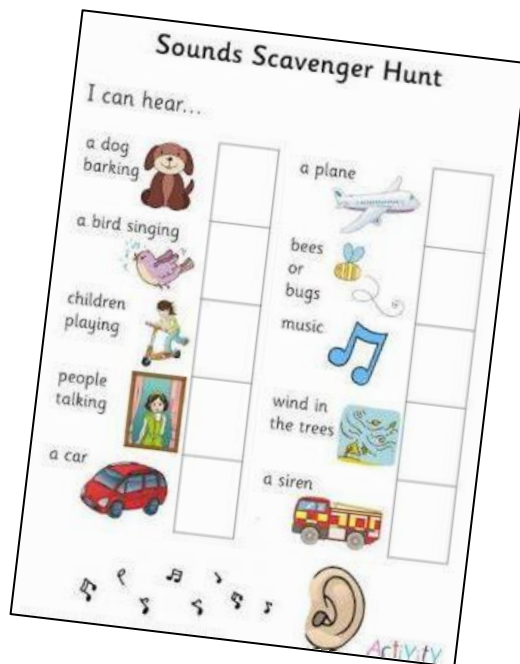 Sounds Scavenger Hunt
I can hear...
a dog
barking
a bird singing
children
playing
people
talking
a car
a plane
bees
or
bugs
music
wind in
the trees
a siren
Activity